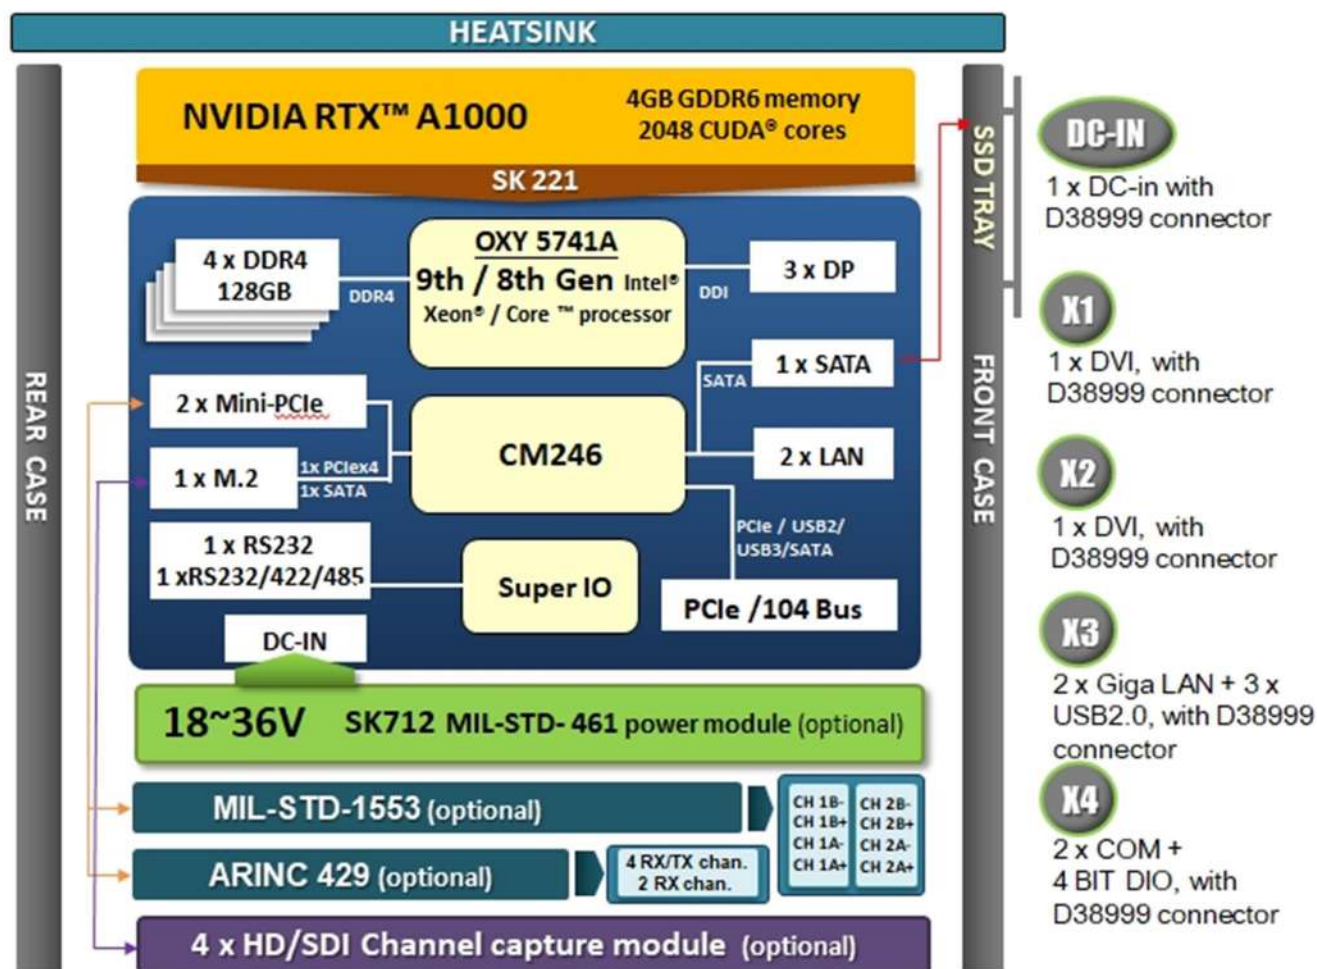 HEATSINK
NVIDIA RTX™ A1000
4GB GDDR6 memory
2048 CUDA® cores
SK 221
OXY 5741A
9th / 8th Gen Intel®
Xeon® / Core ™ processor
4 x DDR4
128GB
DDR4
DDI
3 x DP
SATA
1 x SATA
2 x Mini-PCIe
CM246
2 x LAN
1 x M.2
1x PCIex4
1x SATA
PCIe / USB2/
USB3/SATA
1 x RS232
1 xRS232/422/485
Super IO
PCIe /104 Bus
DC-IN
18~36V SK712 MIL-STD- 461 power module (optional)
MIL-STD-1553 (optional)
CH 1B-
CH 1B+
CH 1A-
CH 1A+
CH 2B-
CH 2B+
CH 2A-
CH 2A+
ARINC 429 (optional)
4 RX/TX chan.
2 RX chan.
4 x HD/SDI Channel capture module (optional)
REAR CASE
SSD TRAY
FRONT CASE
DC-IN
1 x DC-in with
D38999 connector
X1
1 x DVI, with
D38999 connector
X2
1 x DVI, with
D38999 connector
X3
2 x Giga LAN + 3 x
USB2.0, with D38999
connector
X4
2 x COM +
4 BIT DIO, with
D38999 connector